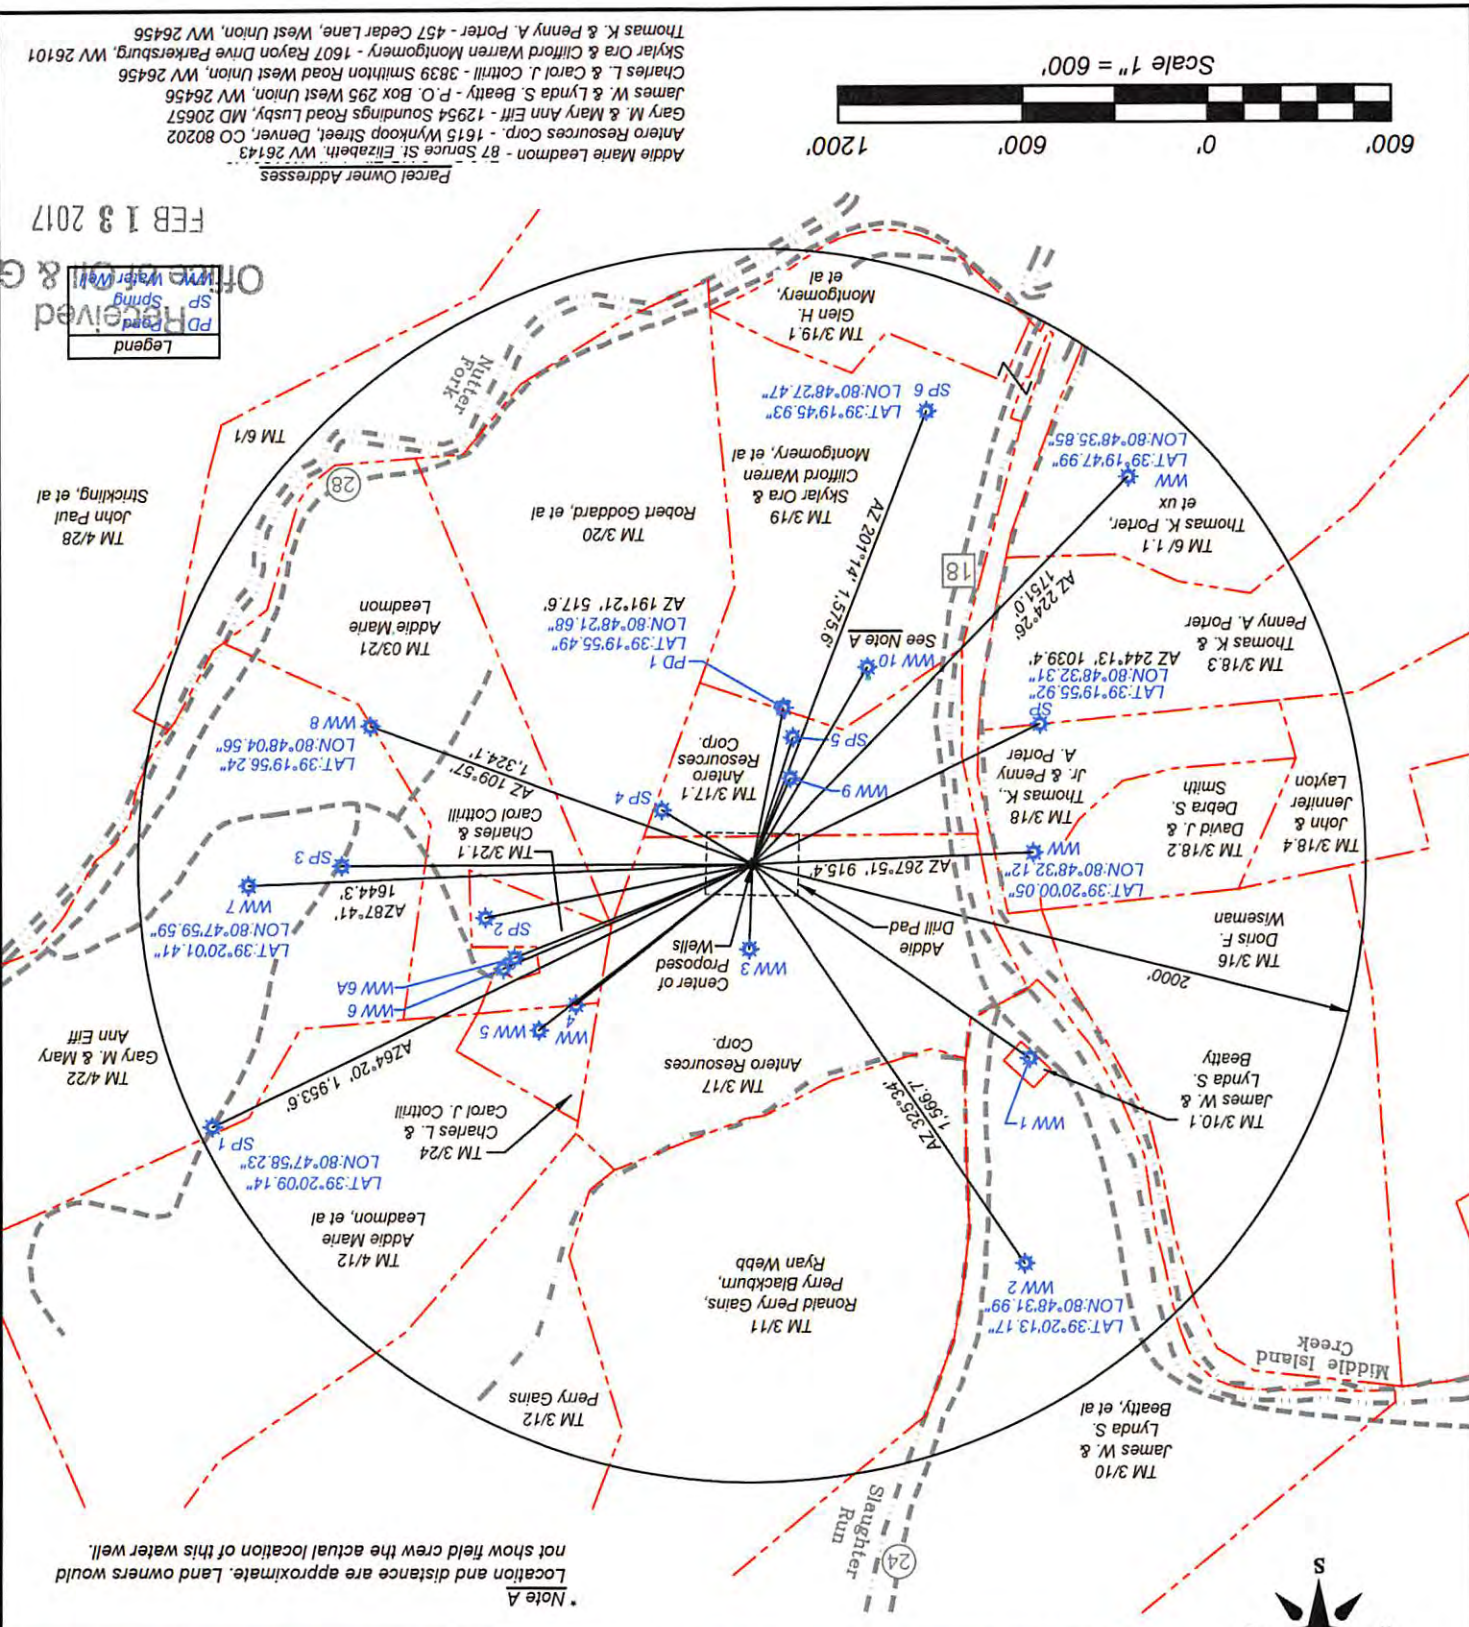 S
* Note A
Location and distance are approximate. Land owners would
not show field crew the actual location of this water well.
24
Slaughter
Run
TM 3/10
James W. &
Lynda S.
Beatty, et al
Middle Island
Creek
TM 3/12
Perry Gains
LAT:39°20'13.17"
LON:80°48'31.99"
WW 2
TM 3/11
Ronald Perry Gains,
Perry Blackburn,
Ryan Webb
TM 4/12
Addie Marie
Leadmon, et al
LAT:39°20'09.14"
LON:80°47'58.23"
SP 1
AZ64°20' 1,953.6'
TM 3/24
Charles L. &
Carol J. Cottrill
WW 1
TM 3/10.1
James W. &
Lynda S.
Beatty
AZ 325°34'
1,566.7'
TM 3/17
Antero Resources
Corp.
TM 4/22
Gary M. & Mary
Ann Eiff
WW 4
WW 5
WW 6
WW 6A
WW 3
Center of
Proposed
Wells
Addie
Drill Pad
2000'
TM 3/16
Doris F.
Wiseman
SP 2
LAT:39°20'01.41"
LON:80°47'59.59"
WW 7
AZ87°41'
1644.3'
SP 3
LAT:39°20'00.05"
LON:80°48'32.12"
WW
AZ 267°51' 915.4'
TM 3/18.4
John &
Jennifer
Layton
TM 3/18.2
David J. &
Debra S.
Smith
TM 3/18
Thomas K,
Jr. & Penny
A. Porter
WW 9
SP 5
TM 3/17.1
Antero
Resources
Corp
SP 4
TM 3/21.1
Charles &
Carol Cottrill
AZ 109°57'
1,324.1'
LAT:39°19'56.24"
LON:80°48'04.56"
WW 8
SP
LAT:39°19'55.92"
LON:80°48'32.31"
AZ 244°13' 1039.4'
TM 3/18.3
Thomas K. &
Penny A. Porter
WW 10
See Note A
PD 1
LAT:39°19'55.49"
LON:80°48'21.68"
AZ 191°21' 517.6'
TM 03/21
Addie Marie
Leadmon
AZ 224°26'
1751.0'
AZ 201°14' 1,575.6'
18
TM 6/ 1.1
Thomas K. Porter,
et ux
WW
LAT:39°19'47.99"
LON:80°48'35.85"
TM 3/19
Skylar Ora &
Clifford Warren
Montgomery, et al
TM 3/20
Robert Goddard, et al
TM 4/28
John Paul
Strickling, et al
28
TM 6/1
LAT:39°19'45.93"
LON:80°48'27.47"
SP 6
Nutter
Fork
TM 3/19.1
Glen H.
Montgomery,
et al
Legend
PD Pond
SP Spring
WW Water Well
Received
Office of Oil & G
FEB 13 2017
Parcel Owner Addresses
Addie Marie Leadmon - 87 Spruce St. Elizabeth, WV 26143
Antero Resources Corp. - 1615 Wynkoop Street, Denver, CO 80202
Gary M. & Mary Ann Eiff - 12954 Soundings Road Lusby, MD 20657
James W. & Lynda S. Beatty - P.O. Box 295 West Union, WV 26456
Charles L. & Carol J. Cottrill - 3839 Smithton Road West Union, WV 26456
Skylar Ora & Clifford Warren Montgomery - 1607 Rayon Drive Parkersburg, WV 26101
Thomas K. & Penny A. Porter - 457 Cedar Lane, West Union, WV 26456
600' 0' 600' 1200'
Scale 1" = 600'